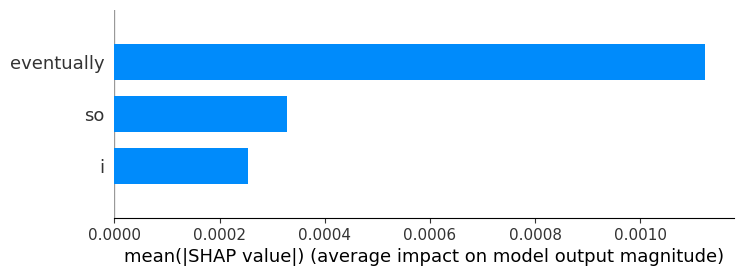 eventually
so
i
0.0000 0.0002 0.0004 0.0006 0.0008 0.0010
mean(|SHAP value|) (average impact on model output magnitude)